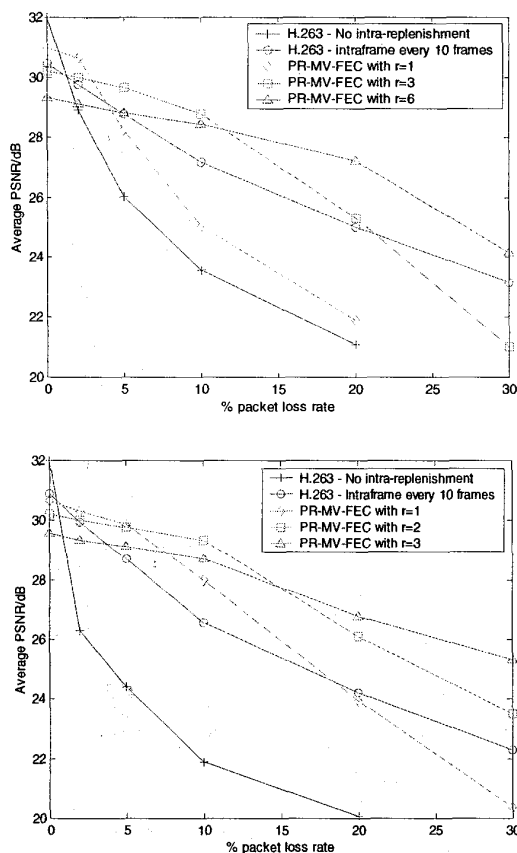 32
30
28
26
24
22
20
0
5
10
15
20
25
30
Average PSNR/dB
% packet loss rate
H.263 - No intra-replenishment
H.263 - intraframe every 10 frames
PR-MV-FEC with r=1
PR-MV-FEC with r=3
PR-MV-FEC with r=6
32
30
28
26
24
22
20
0
5
10
15
20
25
30
Average PSNR/dB
% packet loss rate
H.263 - No intra-replenishment
H.263 - Intraframe every 10 frames
PR-MV-FEC with r=1
PR-MV-FEC with r=2
PR-MV-FEC with r=3